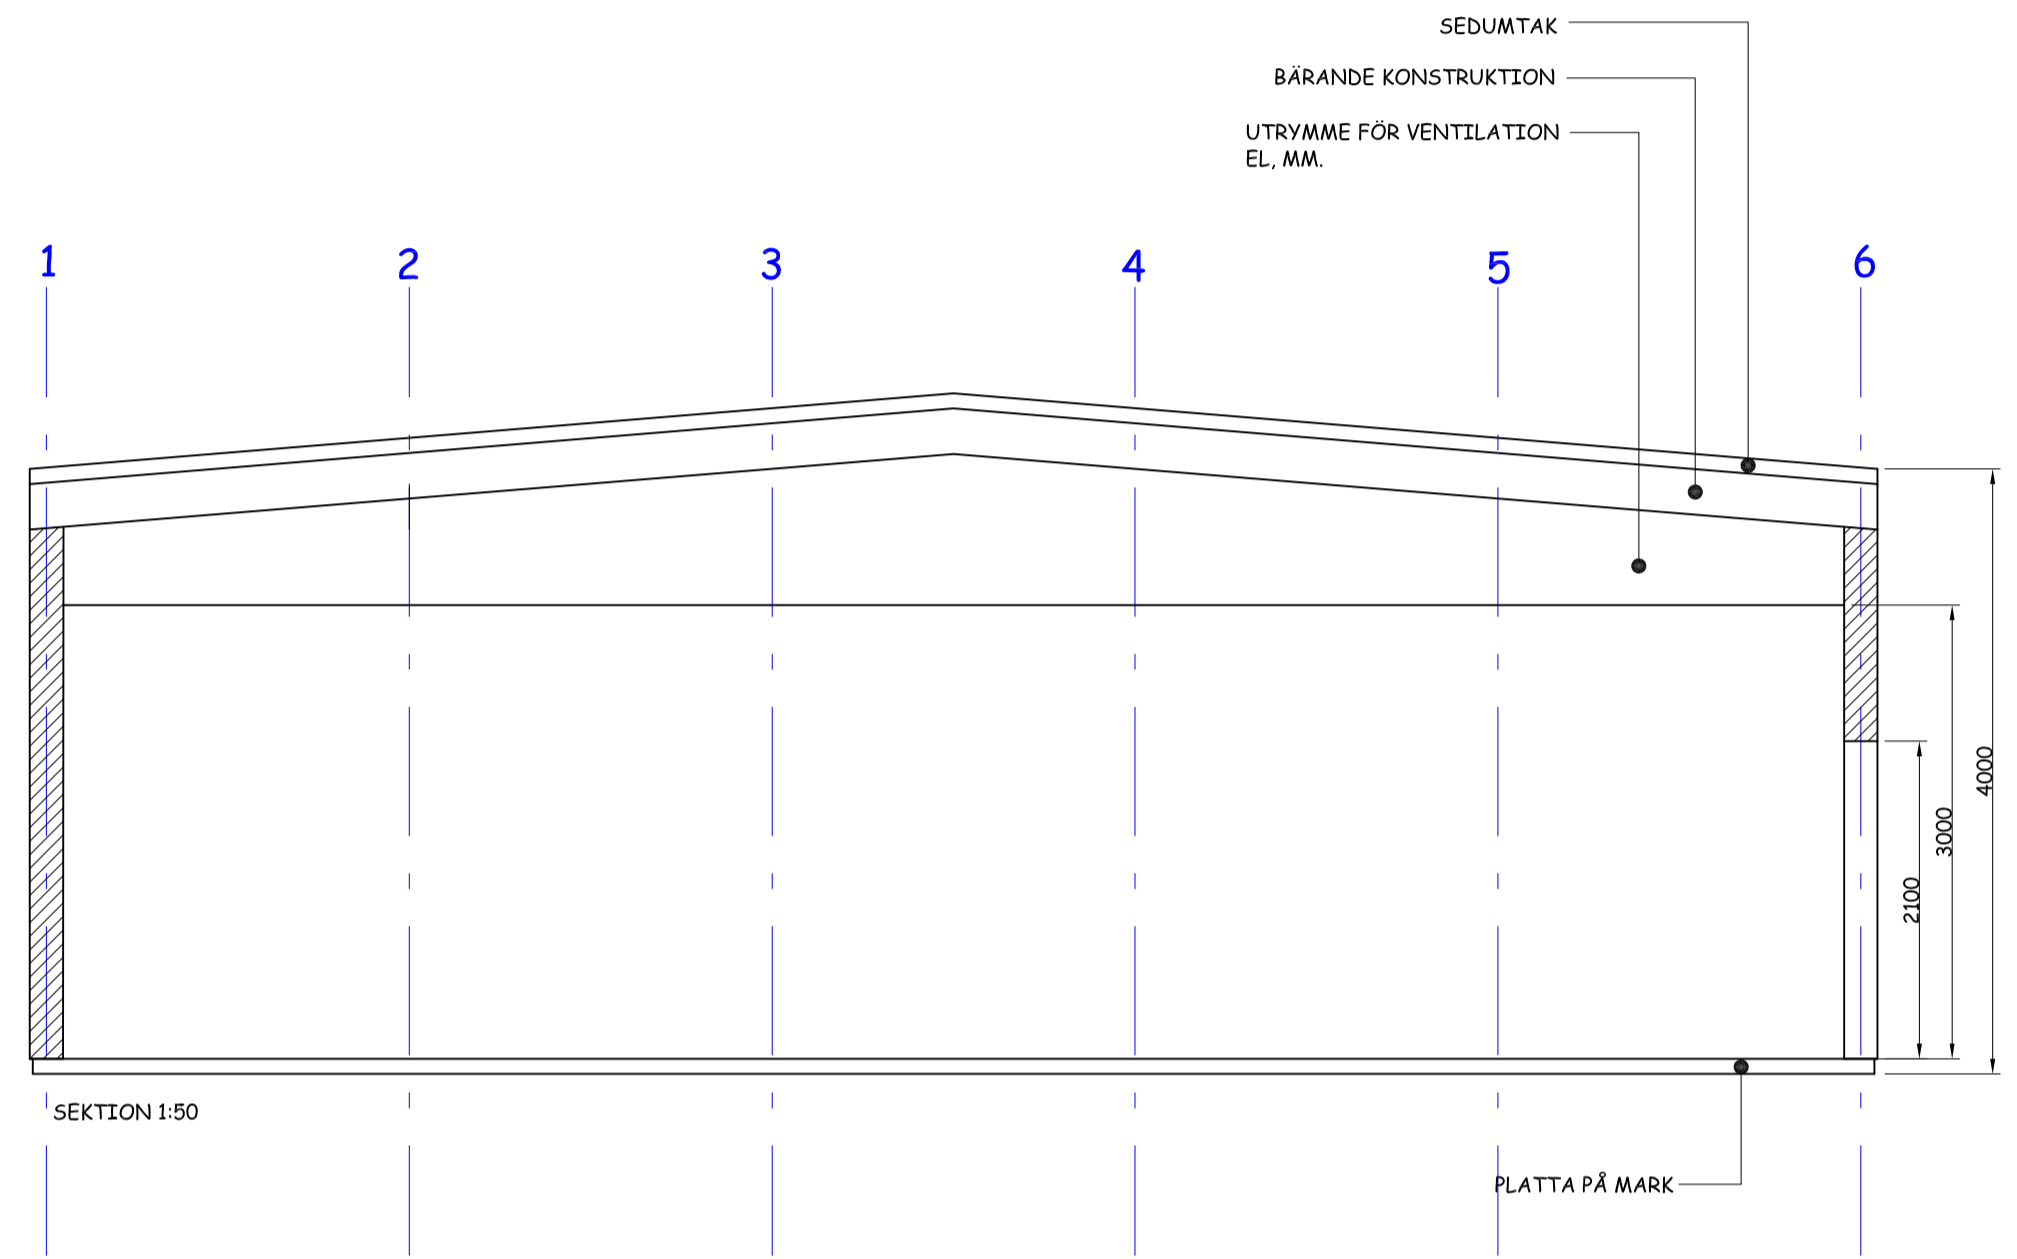 SEDUMTAK
BÄRANDE KONSTRUKTION
UTRYMME FÖR VENTILATION
EL, MM.
1
2
3
4
5
6
4000
3000
2100
SEKTION 1:50
PLATTA PÅ MARK